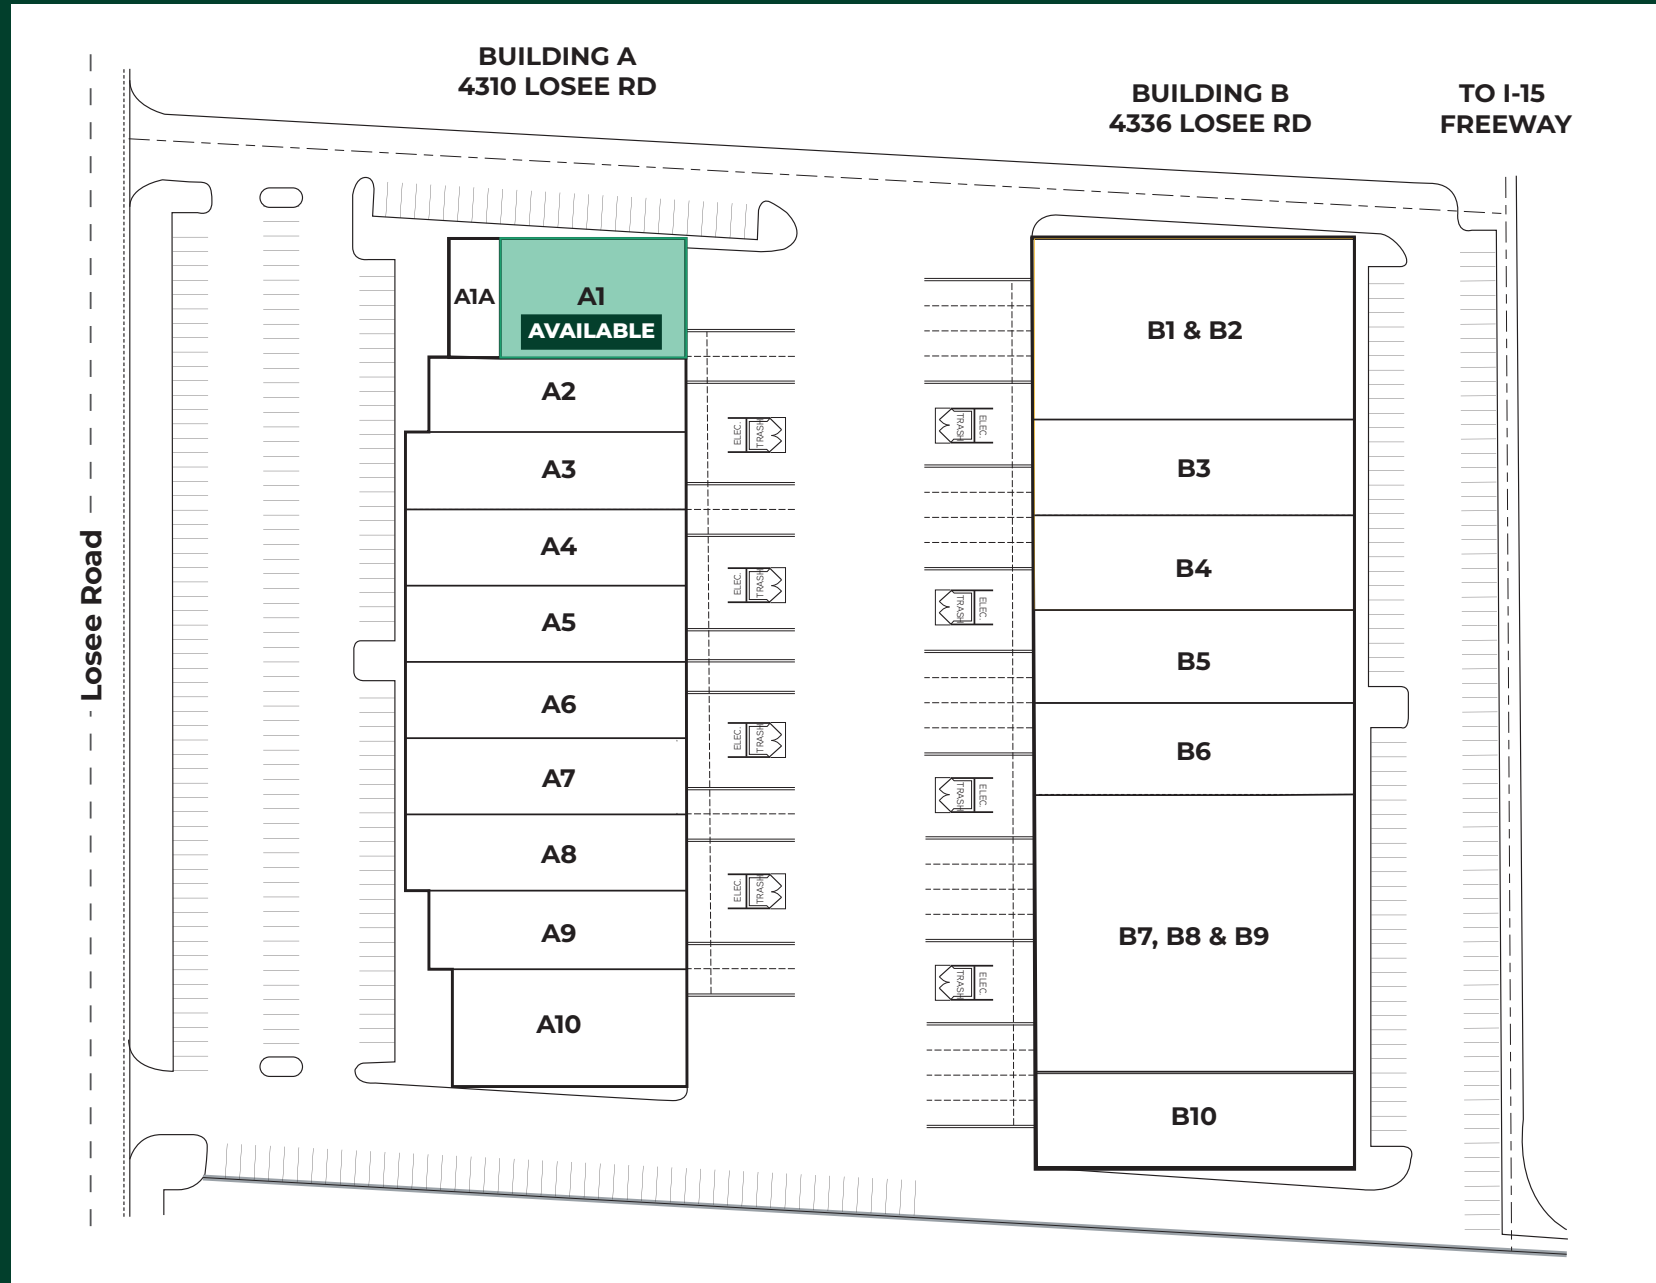 BUILDING A
4310 LOSEE RD
BUILDING B
4336 LOSEE RD
TO I-15
FREEWAY
Losee Road
A1A
A1
AVAILABLE
A2
A3
A4
A5
A6
A7
A8
A9
A10
ELEC.
TRASH
ELEC.
TRASH
ELEC.
TRASH
ELEC.
TRASH
TRASH
ELEC.
TRASH
ELEC.
TRASH
ELEC.
TRASH
ELEC.
B1 & B2
B3
B4
B5
B6
B7, B8 & B9
B10